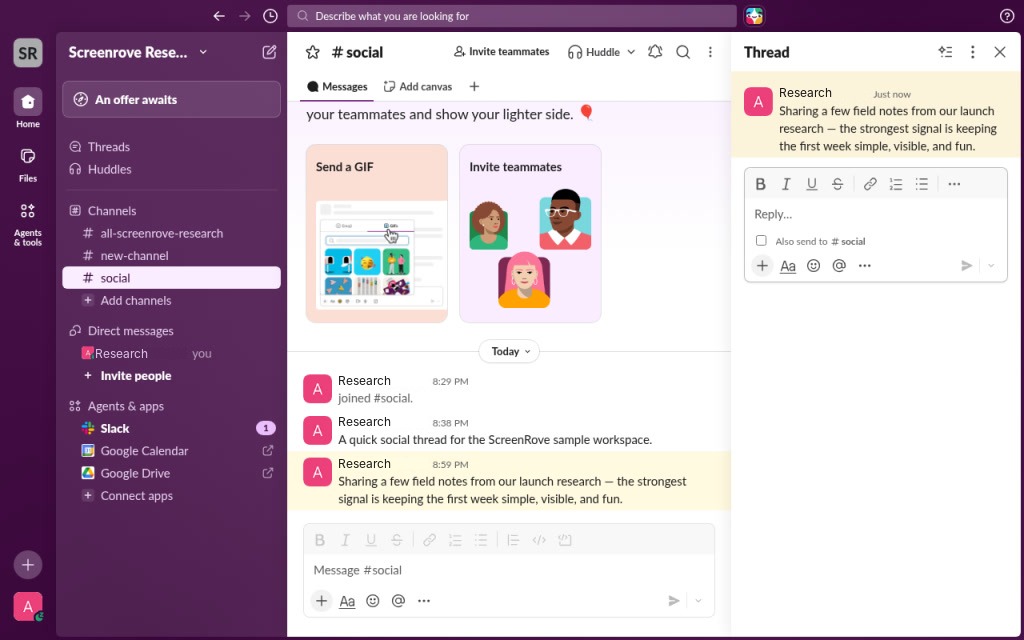 Describe what you are looking for
SR
Home
Files
Agents
& tools
A
Screenrove Rese...
An offer awaits
Threads
Huddles
Channels
# all-screenrove-research
# new-channel
# social
+ Add channels
Direct messages
A Research you
+ Invite people
Agents & apps
Slack 1
Google Calendar
Google Drive
+ Connect apps
# social
Invite teammates
Huddle
Messages
Add canvas
your teammates and show your lighter side. 🎈
Send a GIF
Invite teammates
Today
A
Research 8:29 PM
joined #social.
A
Research 8:38 PM
A quick social thread for the ScreenRove sample workspace.
A
Research 8:59 PM
Sharing a few field notes from our launch research — the strongest
signal is keeping the first week simple, visible, and fun.
B I U S
Message #social
Aa @
Thread
A
Research Just now
Sharing a few field notes from our launch
research — the strongest signal is keeping
the first week simple, visible, and fun.
B I U S
Reply...
Also send to # social
Aa @